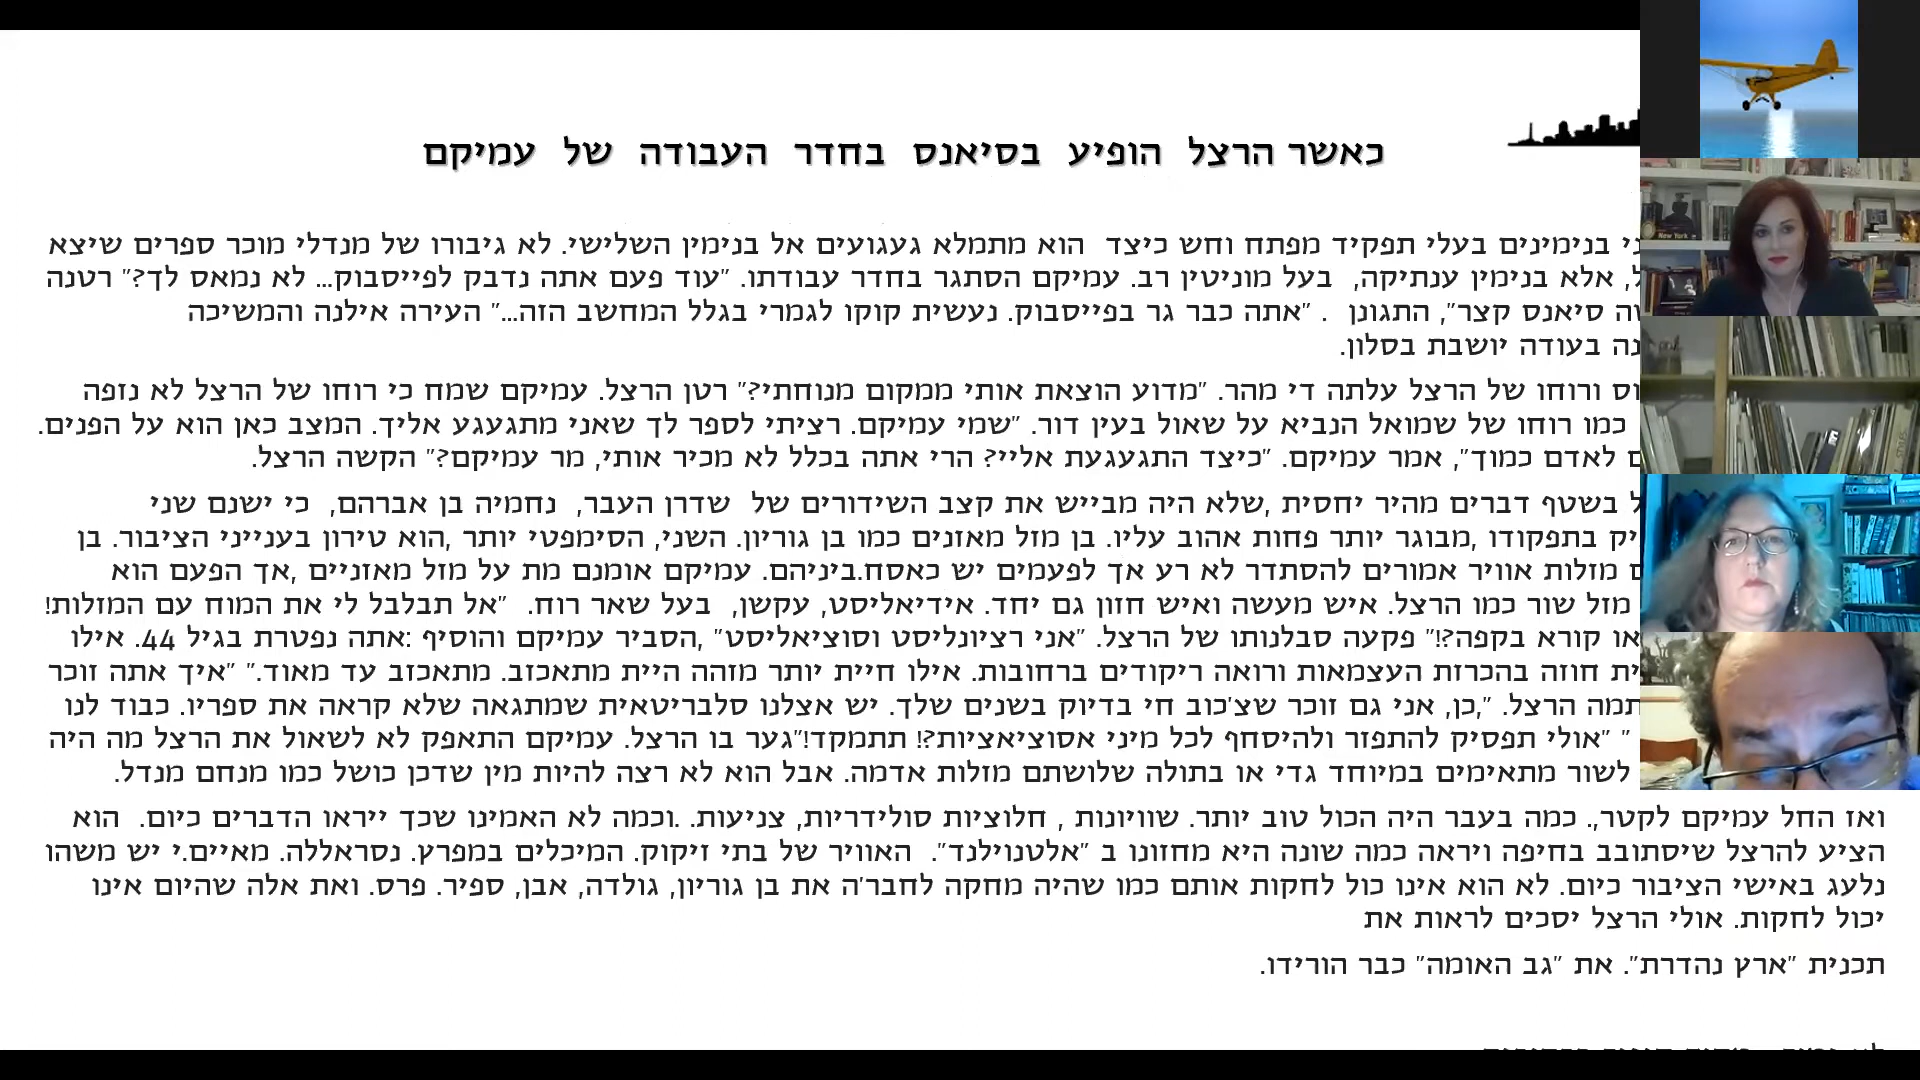 כאשר הרצל הופיע בסיאנס בחדר העבודה של עמיקם
בנימינים בעלי תפקיד מפתח וחש כיצד הוא מתמלא געגועים אל בנימין השלישי. לא גיבורו של מנדלי מוכר ספרים שיצא
אלא בנימין ענתיקה, בעל מוניטין רב. עמיקם הסתגר בחדר עבודתו. "עוד פעם אתה נדבק לפייסבוק... לא נמאס לך?" רטנה
סיאנס קצר", התגונן . "אתה כבר גר בפייסבוק. נעשית קוקו לגמרי בגלל המחשב הזה..." העירה אילנה והמשיכה
בעודה יושבת בסלון.
ורוחו של הרצל עלתה די מהר. "מדוע הוצאת אותי ממקום מנוחתי?" רטן הרצל. עמיקם שמח כי רוחו של הרצל לא נזפה
כמו רוחו של שמואל הנביא על שאול בעין דור. "שמי עמיקם. רציתי לספר לך שאני מתגעגע אליך. המצב כאן הוא על הפנים.
לאדם כמוך", אמר עמיקם. "כיצד התגעגעת אליי? הרי אתה בכלל לא מכיר אותי, מר עמיקם?" הקשה הרצל.
בשטף דברים מהיר יחסית ,שלא היה מבייש את קצב השידורים של שדרן העבר, נחמיה בן אברהם, כי ישנם שני
בתפקודו ,מבוגר יותר פחות אהוב עליו. בן מזל מאזנים כמו בן גוריון. השני, הסימפטי יותר ,הוא טירון בענייני הציבור. בן
מזלות אוויר אמורים להסתדר לא רע אך לפעמים יש כאסח.ביניהם. עמיקם אומנם מת על מזל מאזניים ,אך הפעם הוא
מזל שור כמו הרצל. איש מעשה ואיש חזון גם יחד. אידיאליסט, עקשן, בעל שאר רוח. "אל תבלבל לי את המוח עם המזלות!
או קורא בקפה?!" פקעה סבלנותו של הרצל. "אני רציונליסט וסוציאליסט" ,הסביר עמיקם והוסיף :אתה נפטרת בגיל 44. אילו
חוזה בהכרזת העצמאות ורואה ריקודים ברחובות. אילו חיית יותר מזהה היית מתאכזב. מתאכזב עד מאוד." "איך אתה זוכר
תמה הרצל. "כן, אני גם זוכר שצ'כוב חי בדיוק בשנים שלך. יש אצלנו סלבריטאית שמתגאה שלא קראה את ספריו. כבוד לנו
" "אולי תפסיק להתפזר ולהיסחף לכל מיני אסוציאציות?! תתמקד!"גער בו הרצל. עמיקם התאפק לא לשאול את הרצל מה היה
לשור מתאימים במיוחד גדי או בתולה שלושתם מזלות אדמה. אבל הוא לא רצה להיות מין שדכן כושל כמו מנחם מנדל.
ואז החל עמיקם לקטר,. כמה בעבר היה הכול טוב יותר. שוויונות , חלוציות סולידריות, צניעות. .וכמה לא האמינו שכך ייראו הדברים כיום. הוא
הציע להרצל שיסתובב בחיפה ויראה כמה שונה היא מחזונו ב "אלטנוילנד". האוויר של בתי זיקוק. המיכלים במפרץ. נסראללה. מאיים.י יש משהו
נלעג באישי הציבור כיום. לא הוא אינו כול לחקות אותם כמו שהיה מחקה לחבר'ה את בן גוריון, גולדה, אבן, ספיר. פרס. ואת אלה שהיום אינו
יכול לחקות. אולי הרצל יסכים לראות את
תכנית "ארץ נהדרת". את "גב האומה" כבר הורידו.
New York